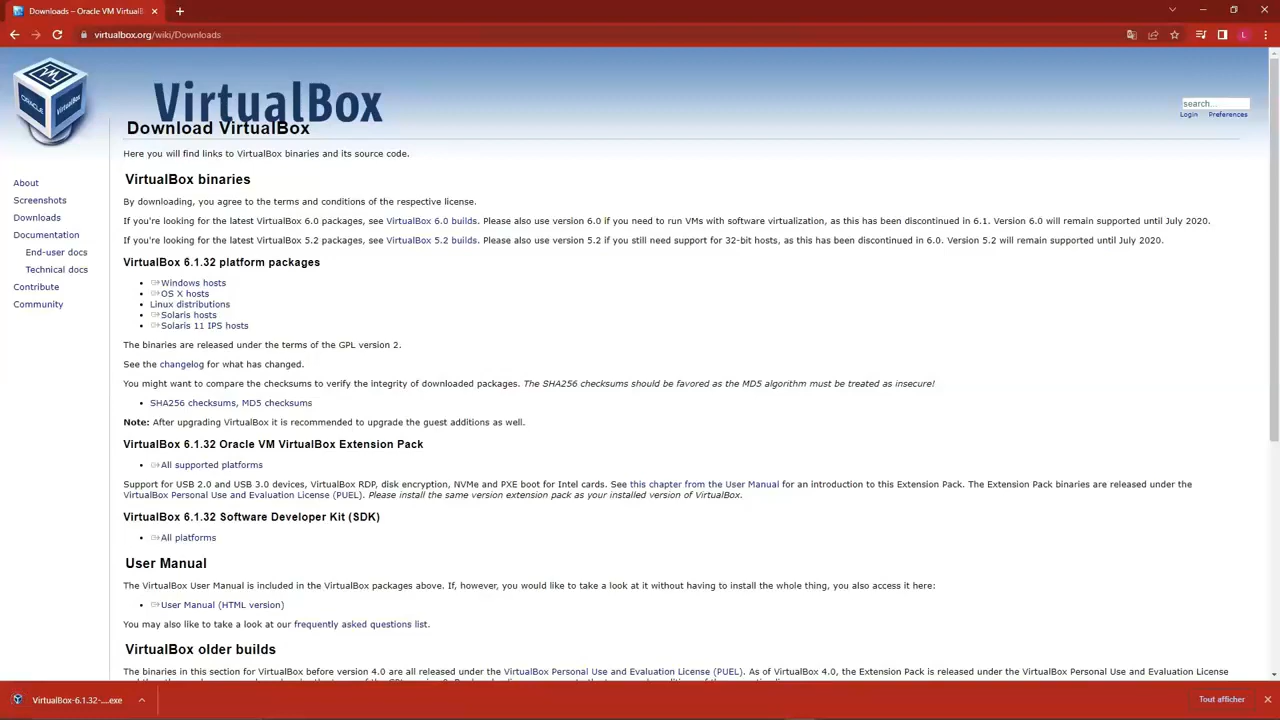 Downloads – Oracle VM VirtualB
virtualbox.org/wiki/Downloads
L
ORACLE
VirtualBox
VirtualBox
search...
Login Preferences
About
Screenshots
Downloads
Documentation
End-user docs
Technical docs
Contribute
Community
Download VirtualBox
Here you will find links to VirtualBox binaries and its source code.
VirtualBox binaries
By downloading, you agree to the terms and conditions of the respective license.
If you're looking for the latest VirtualBox 6.0 packages, see VirtualBox 6.0 builds. Please also use version 6.0 if you need to run VMs with software virtualization, as this has been discontinued in 6.1. Version 6.0 will remain supported until July 2020.
If you're looking for the latest VirtualBox 5.2 packages, see VirtualBox 5.2 builds. Please also use version 5.2 if you still need support for 32-bit hosts, as this has been discontinued in 6.0. Version 5.2 will remain supported until July 2020.
VirtualBox 6.1.32 platform packages
• Windows hosts
• OS X hosts
• Linux distributions
• Solaris hosts
• Solaris 11 IPS hosts
The binaries are released under the terms of the GPL version 2.
See the changelog for what has changed.
You might want to compare the checksums to verify the integrity of downloaded packages. The SHA256 checksums should be favored as the MD5 algorithm must be treated as insecure!
• SHA256 checksums, MD5 checksums
Note: After upgrading VirtualBox it is recommended to upgrade the guest additions as well.
VirtualBox 6.1.32 Oracle VM VirtualBox Extension Pack
• All supported platforms
Support for USB 2.0 and USB 3.0 devices, VirtualBox RDP, disk encryption, NVMe and PXE boot for Intel cards. See this chapter from the User Manual for an introduction to this Extension Pack. The Extension Pack binaries are released under the
VirtualBox Personal Use and Evaluation License (PUEL). Please install the same version extension pack as your installed version of VirtualBox.
VirtualBox 6.1.32 Software Developer Kit (SDK)
• All platforms
User Manual
The VirtualBox User Manual is included in the VirtualBox packages above. If, however, you would like to take a look at it without having to install the whole thing, you also access it here:
• User Manual (HTML version)
You may also like to take a look at our frequently asked questions list.
VirtualBox older builds
The binaries in this section for VirtualBox before version 4.0 are all released under the VirtualBox Personal Use and Evaluation License (PUEL). As of VirtualBox 4.0, the Extension Pack is released under the VirtualBox Personal Use and Evaluation License
VirtualBox-6.1.32-....exe
Tout afficher